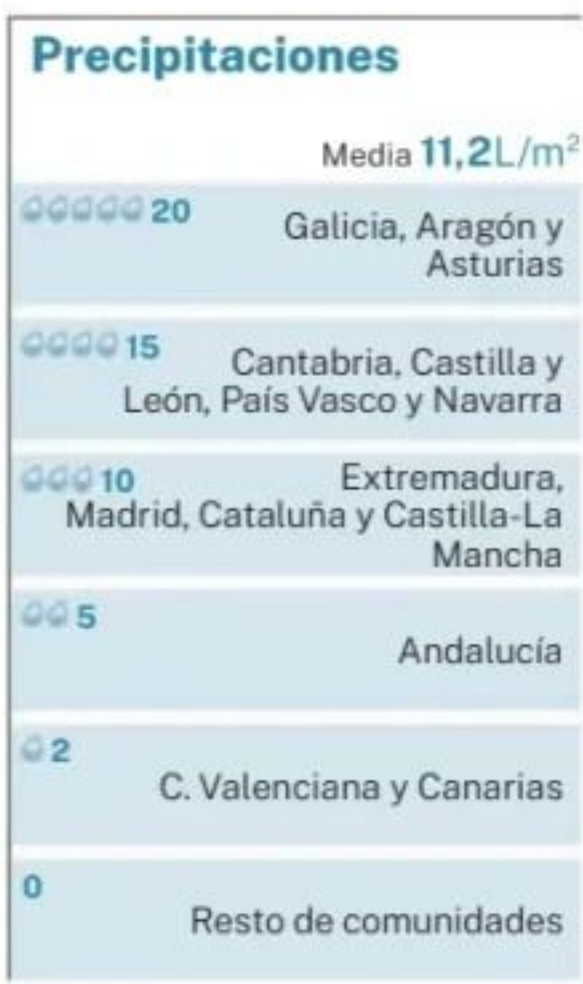 Precipitaciones
Media 11,2L/m²
20
Galicia, Aragón y
Asturias
15
Cantabria, Castilla y
León, País Vasco y Navarra
10
Extremadura,
Madrid, Cataluña y Castilla-La
Mancha
5
Andalucía
2
C. Valenciana y Canarias
0
Resto de comunidades